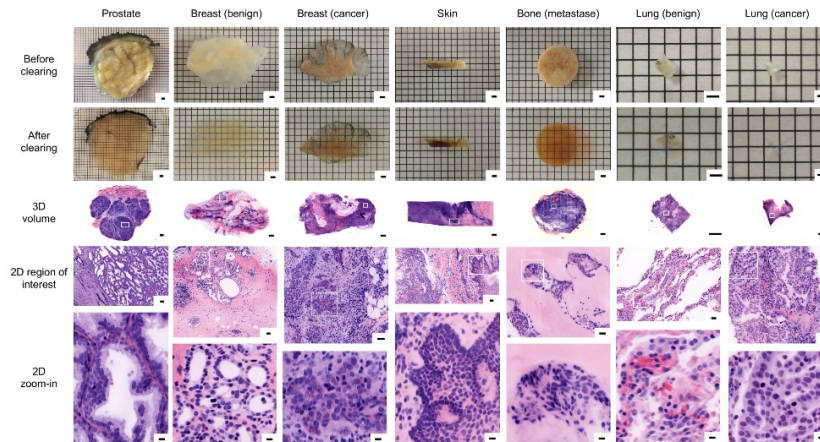 Prostate
Breast (benign)
Breast (cancer)
Skin
Bone (metastase)
Lung (benign)
Lung (cancer)
Before
clearing
After
clearing
3D
volume
2D region of
interest
2D
zoom-in